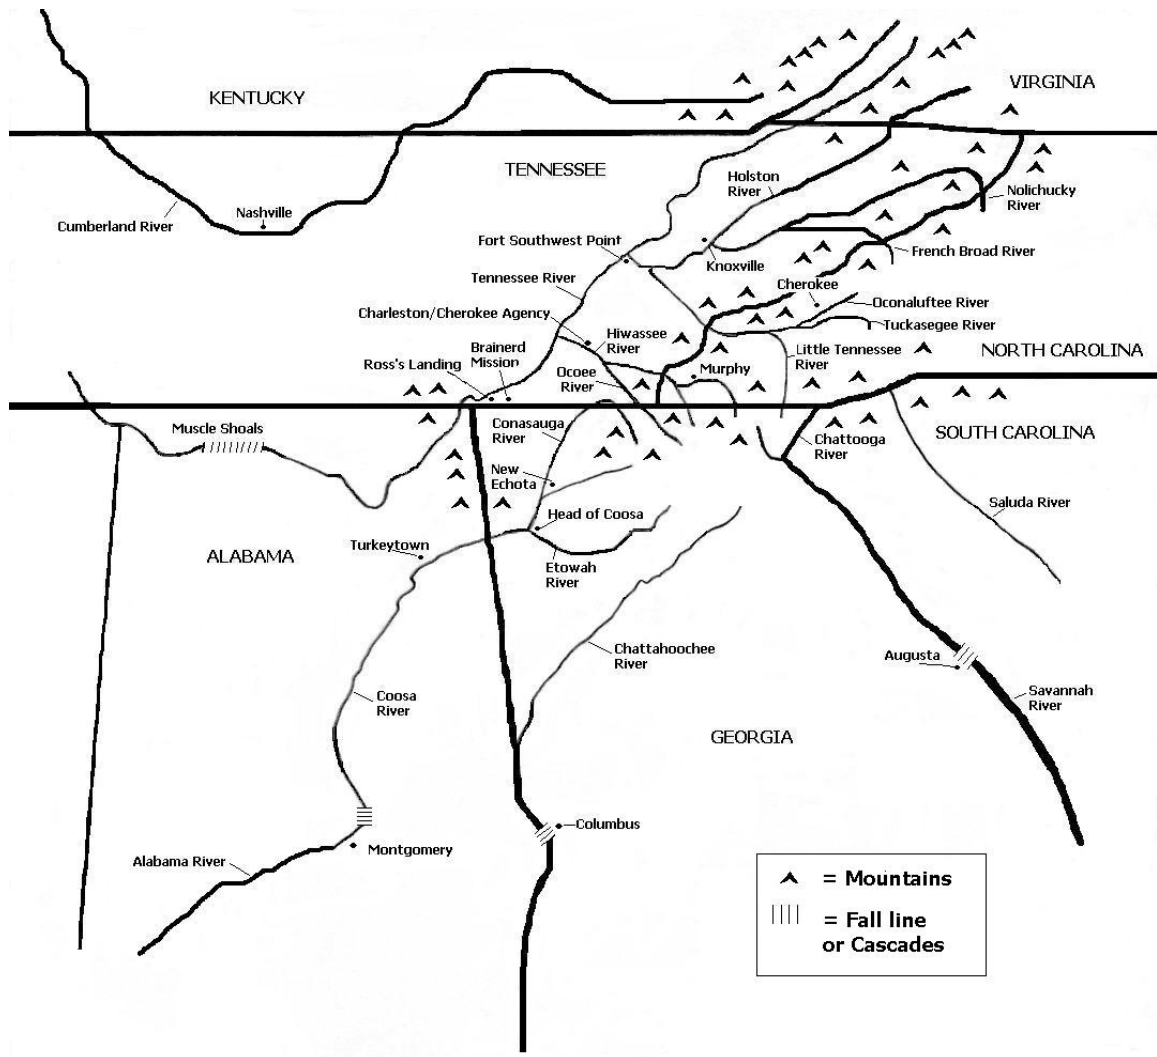 KENTUCKY
VIRGINIA
TENNESSEE
Holston
River
Nolichucky
River
Cumberland River
Nashville
Fort Southwest Point
Knoxville
French Broad River
Tennessee River
Cherokee
Oconaluftee River
Charleston/Cherokee Agency
Tuckasegee River
Hiwassee
River
Brainerd
Mission
Ross's Landing
Ocoee
River
Murphy
Little Tennessee
River
NORTH CAROLINA
Muscle Shoals
Conasauga
River
Chattooga
River
SOUTH CAROLINA
New
Echota
Saluda River
Head of Coosa
Turkeytown
ALABAMA
Etowah
River
Chattahoochee
River
Augusta
Coosa
River
Savannah
River
GEORGIA
Columbus
Montgomery
Alabama River
= Mountains
= Fall line
or Cascades